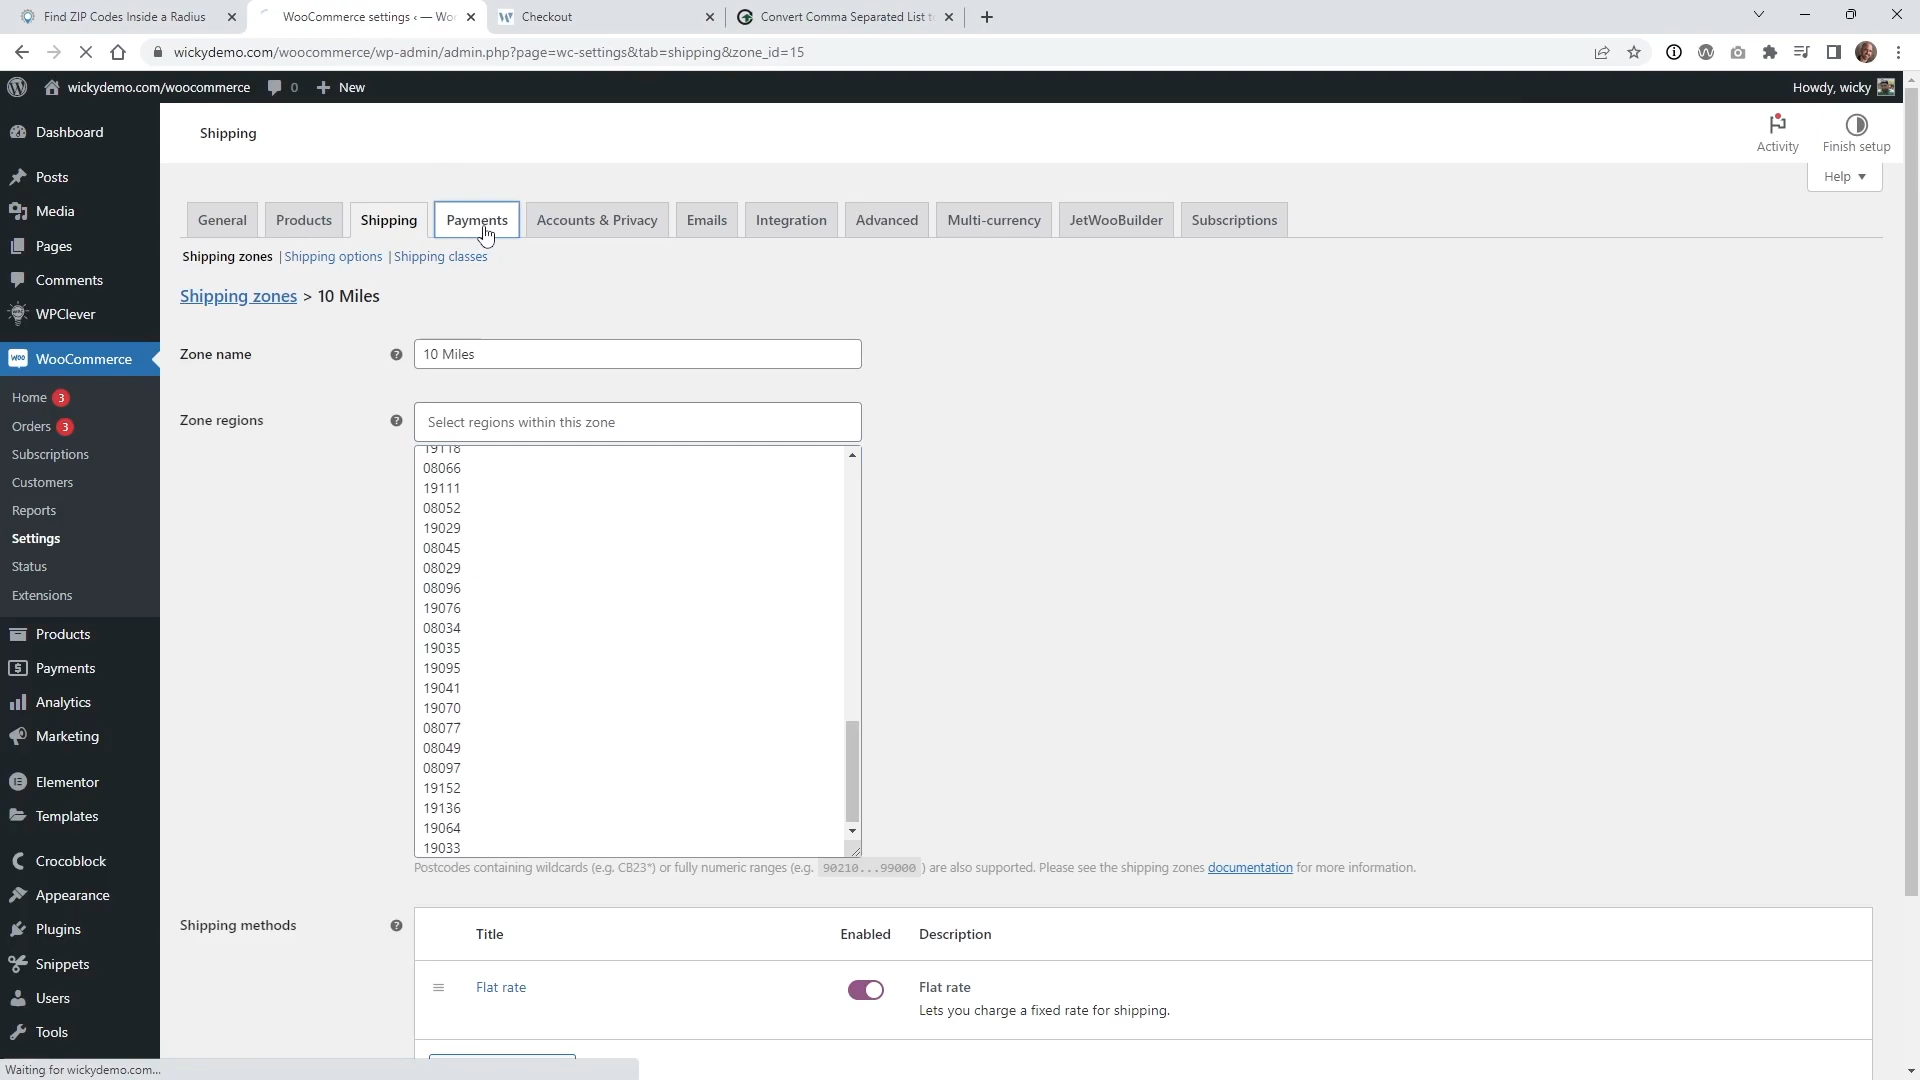 Find ZIP Codes Inside a Radius
WooCommerce settings ‹ — Wor
Checkout
Convert Comma Separated List to
wickydemo.com/woocommerce/wp-admin/admin.php?page=wc-settings&tab=shipping&zone_id=15
wickydemo.com/woocommerce
0
New
Howdy, wicky
Dashboard
Posts
Media
Pages
Comments
WPClever
WooCommerce
Home 3
Orders 3
Subscriptions
Customers
Reports
Settings
Status
Extensions
Products
Payments
Analytics
Marketing
Elementor
Templates
Crocoblock
Appearance
Plugins
Snippets
Users
Tools
Shipping
Activity
Finish setup
Help
General
Products
Shipping
Payments
Accounts & Privacy
Emails
Integration
Advanced
Multi-currency
JetWooBuilder
Subscriptions
Shipping zones | Shipping options | Shipping classes
Shipping zones > 10 Miles
Zone name
10 Miles
Zone regions
Select regions within this zone
19118
08066
19111
08052
19029
08045
08029
08096
19076
08034
19035
19095
19041
19070
08077
08049
08097
19152
19136
19064
19033
Postcodes containing wildcards (e.g. CB23*) or fully numeric ranges (e.g. 90210...99000 ) are also supported. Please see the shipping zones documentation for more information.
Shipping methods
Title
Enabled
Description
Flat rate
Flat rate
Lets you charge a fixed rate for shipping.
Waiting for wickydemo.com...